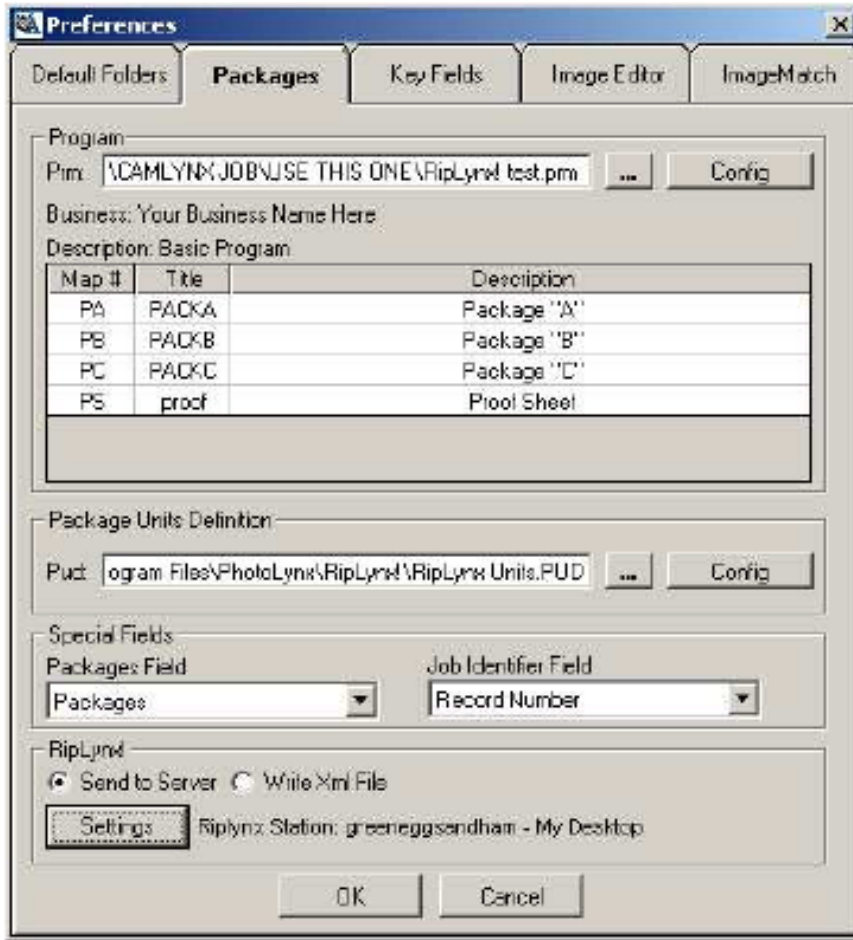 Preferences
Default Folders Packages Key Fields Image Editor ImageMatch
Program
Prm: \CAMLYNX\JOB\USE THIS ONE\RipLynx! test.prm ... Config
Business: Your Business Name Here
Description: Basic Program
Map # Title Description
PA PACKA Package "A"
PB PACKB Package "B"
PC PACKC Package "C"
PS proof Proof Sheet
Package Units Definition
Pud: ogram Files\PhotoLynx\RipLynx!\RipLynx Units.PUD ... Config
Special Fields
Packages Field Job Identifier Field
Packages Record Number
RipLynx!
Send to Server Write Xml File
Settings Riplynx Station: greeneggsandham - My Desktop
OK Cancel